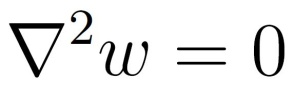 ∇²w = 0